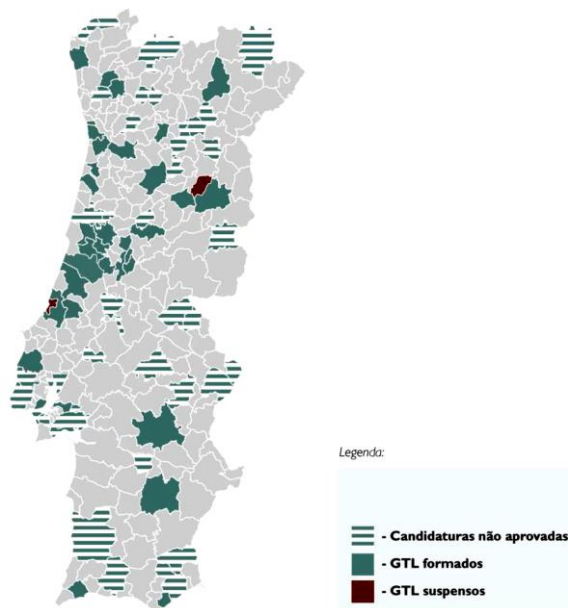 Legenda:
- Candidaturas não aprovadas
- GTL formados
- GTL suspensos